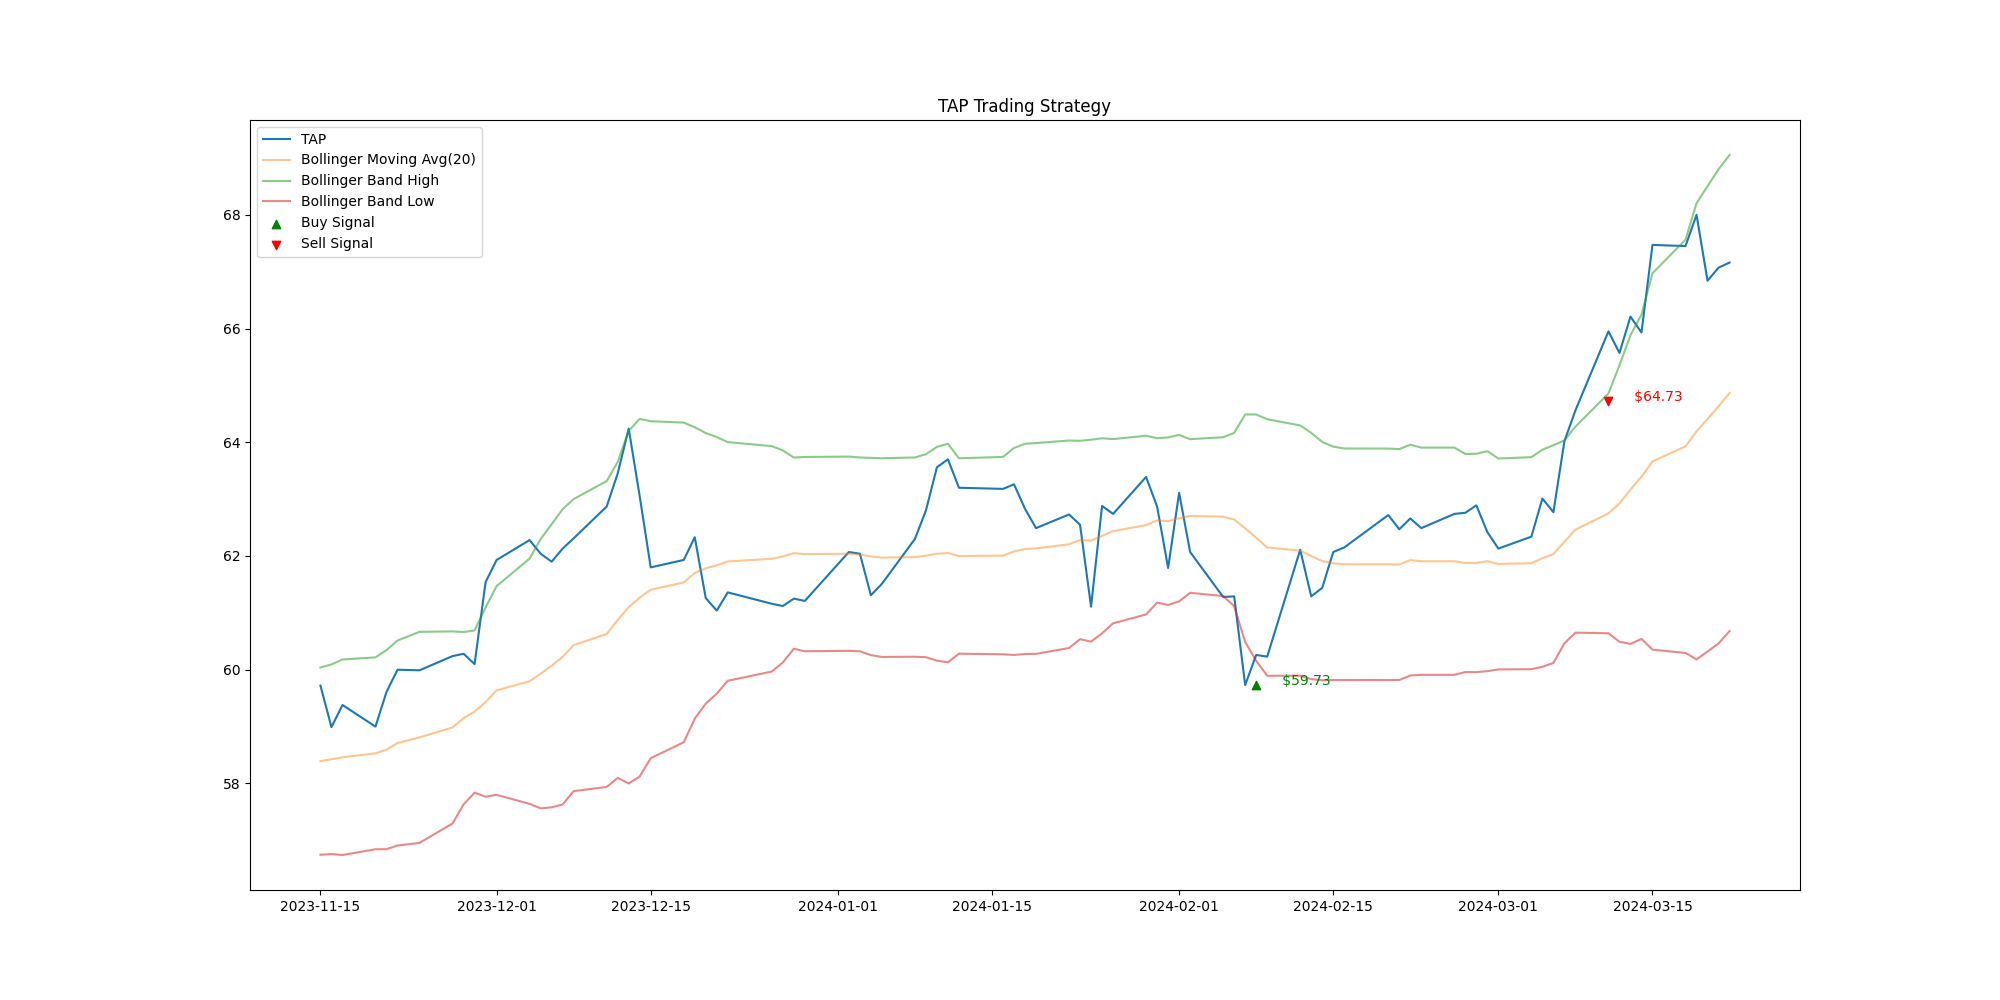 TAP Trading Strategy
TAP
Bollinger Moving Avg(20)
Bollinger Band High
Bollinger Band Low
Buy Signal
Sell Signal
68
66
64
62
60
58
$64.73
$59.73
2023-11-15
2023-12-01
2023-12-15
2024-01-01
2024-01-15
2024-02-01
2024-02-15
2024-03-01
2024-03-15